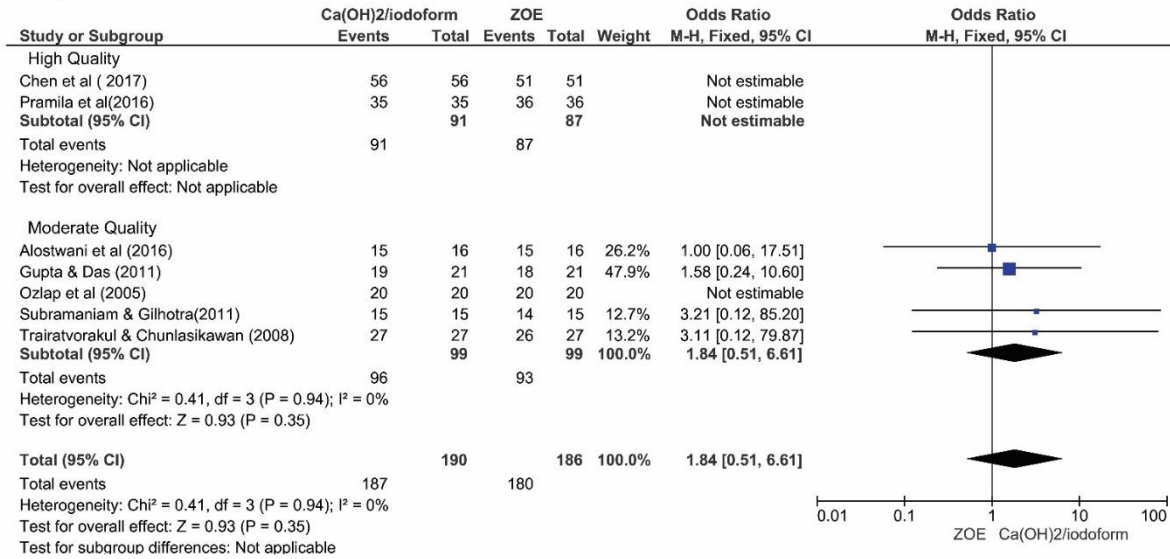 Ca(OH)2/iodoform ZOE Odds Ratio Odds Ratio
Study or Subgroup Events Total Events Total Weight M-H, Fixed, 95% CI M-H, Fixed, 95% CI
High Quality
Chen et al ( 2017) 56 56 51 51 Not estimable
Pramila et al(2016) 35 35 36 36 Not estimable
Subtotal (95% CI) 91 87 Not estimable
Total events 91 87
Heterogeneity: Not applicable
Test for overall effect: Not applicable
Moderate Quality
Alostwani et al (2016) 15 16 15 16 26.2% 1.00 [0.06, 17.51]
Gupta & Das (2011) 19 21 18 21 47.9% 1.58 [0.24, 10.60]
Ozlap et al (2005) 20 20 20 20 Not estimable
Subramaniam & Gilhotra(2011) 15 15 14 15 12.7% 3.21 [0.12, 85.20]
Trairatvorakul & Chunlasikawan (2008) 27 27 26 27 13.2% 3.11 [0.12, 79.87]
Subtotal (95% CI) 99 99 100.0% 1.84 [0.51, 6.61]
Total events 96 93
Heterogeneity: Chi² = 0.41, df = 3 (P = 0.94); I² = 0%
Test for overall effect: Z = 0.93 (P = 0.35)
Total (95% CI) 190 186 100.0% 1.84 [0.51, 6.61]
Total events 187 180
Heterogeneity: Chi² = 0.41, df = 3 (P = 0.94); I² = 0%
Test for overall effect: Z = 0.93 (P = 0.35)
Test for subgroup differences: Not applicable
0.01 0.1 1 10 100
ZOE Ca(OH)2/iodoform